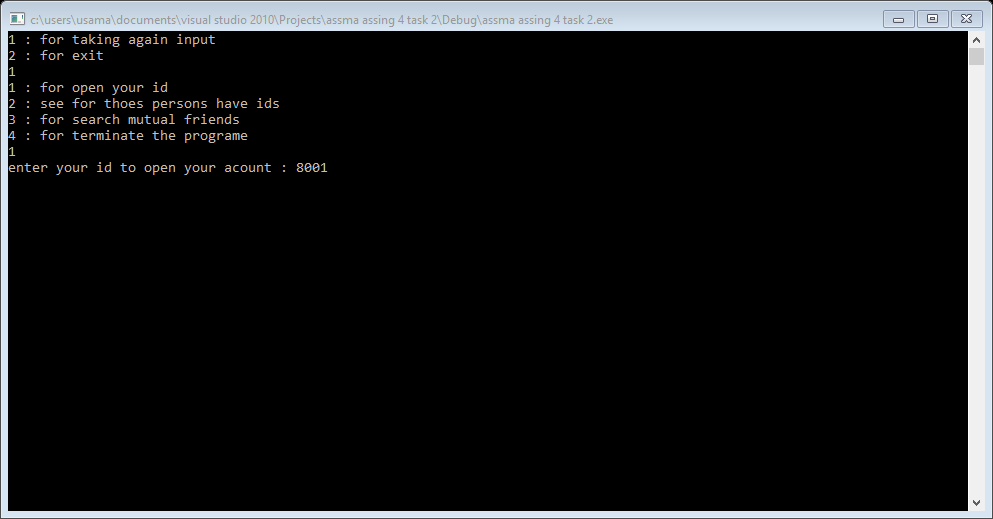 c:\users\usama\documents\visual studio 2010\Projects\assma assing 4 task 2\Debug\assma assing 4 task 2.exe
1 : for taking again input
2 : for exit
1
1 : for open your id
2 : see for thoes persons have ids
3 : for search mutual friends
4 : for terminate the programe
1
enter your id to open your acount : 8001